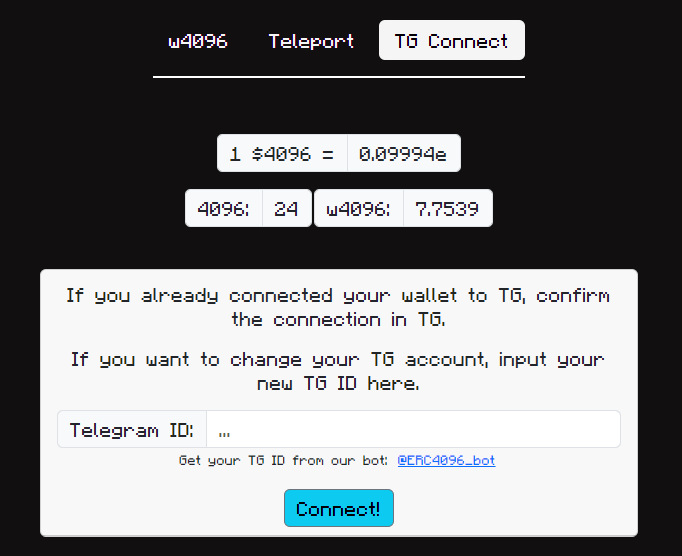 w4096 Teleport TG Connect
1 $4096 = 0.09994e
4096: 24 w4096: 7.7539
If you already connected your wallet to TG, confirm
the connection in TG.
If you want to change your TG account, input your
new TG ID here.
Telegram ID: ...
Get your TG ID from our bot: @ERC4096_bot
Connect!